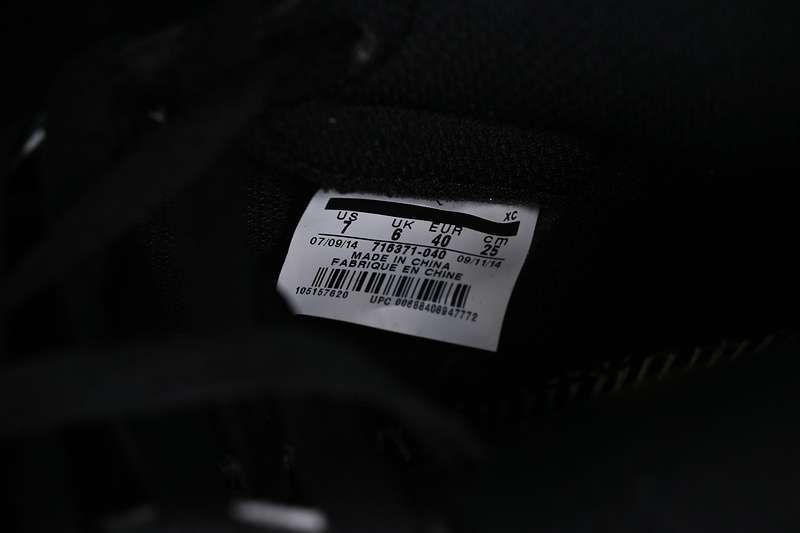 XC
US UK EUR cm
7 6 40 25
07/09/14 716371-040 09/11/14
MADE IN CHINA
FABRIQUE EN CHINE
105157620 UPC 00888408947772